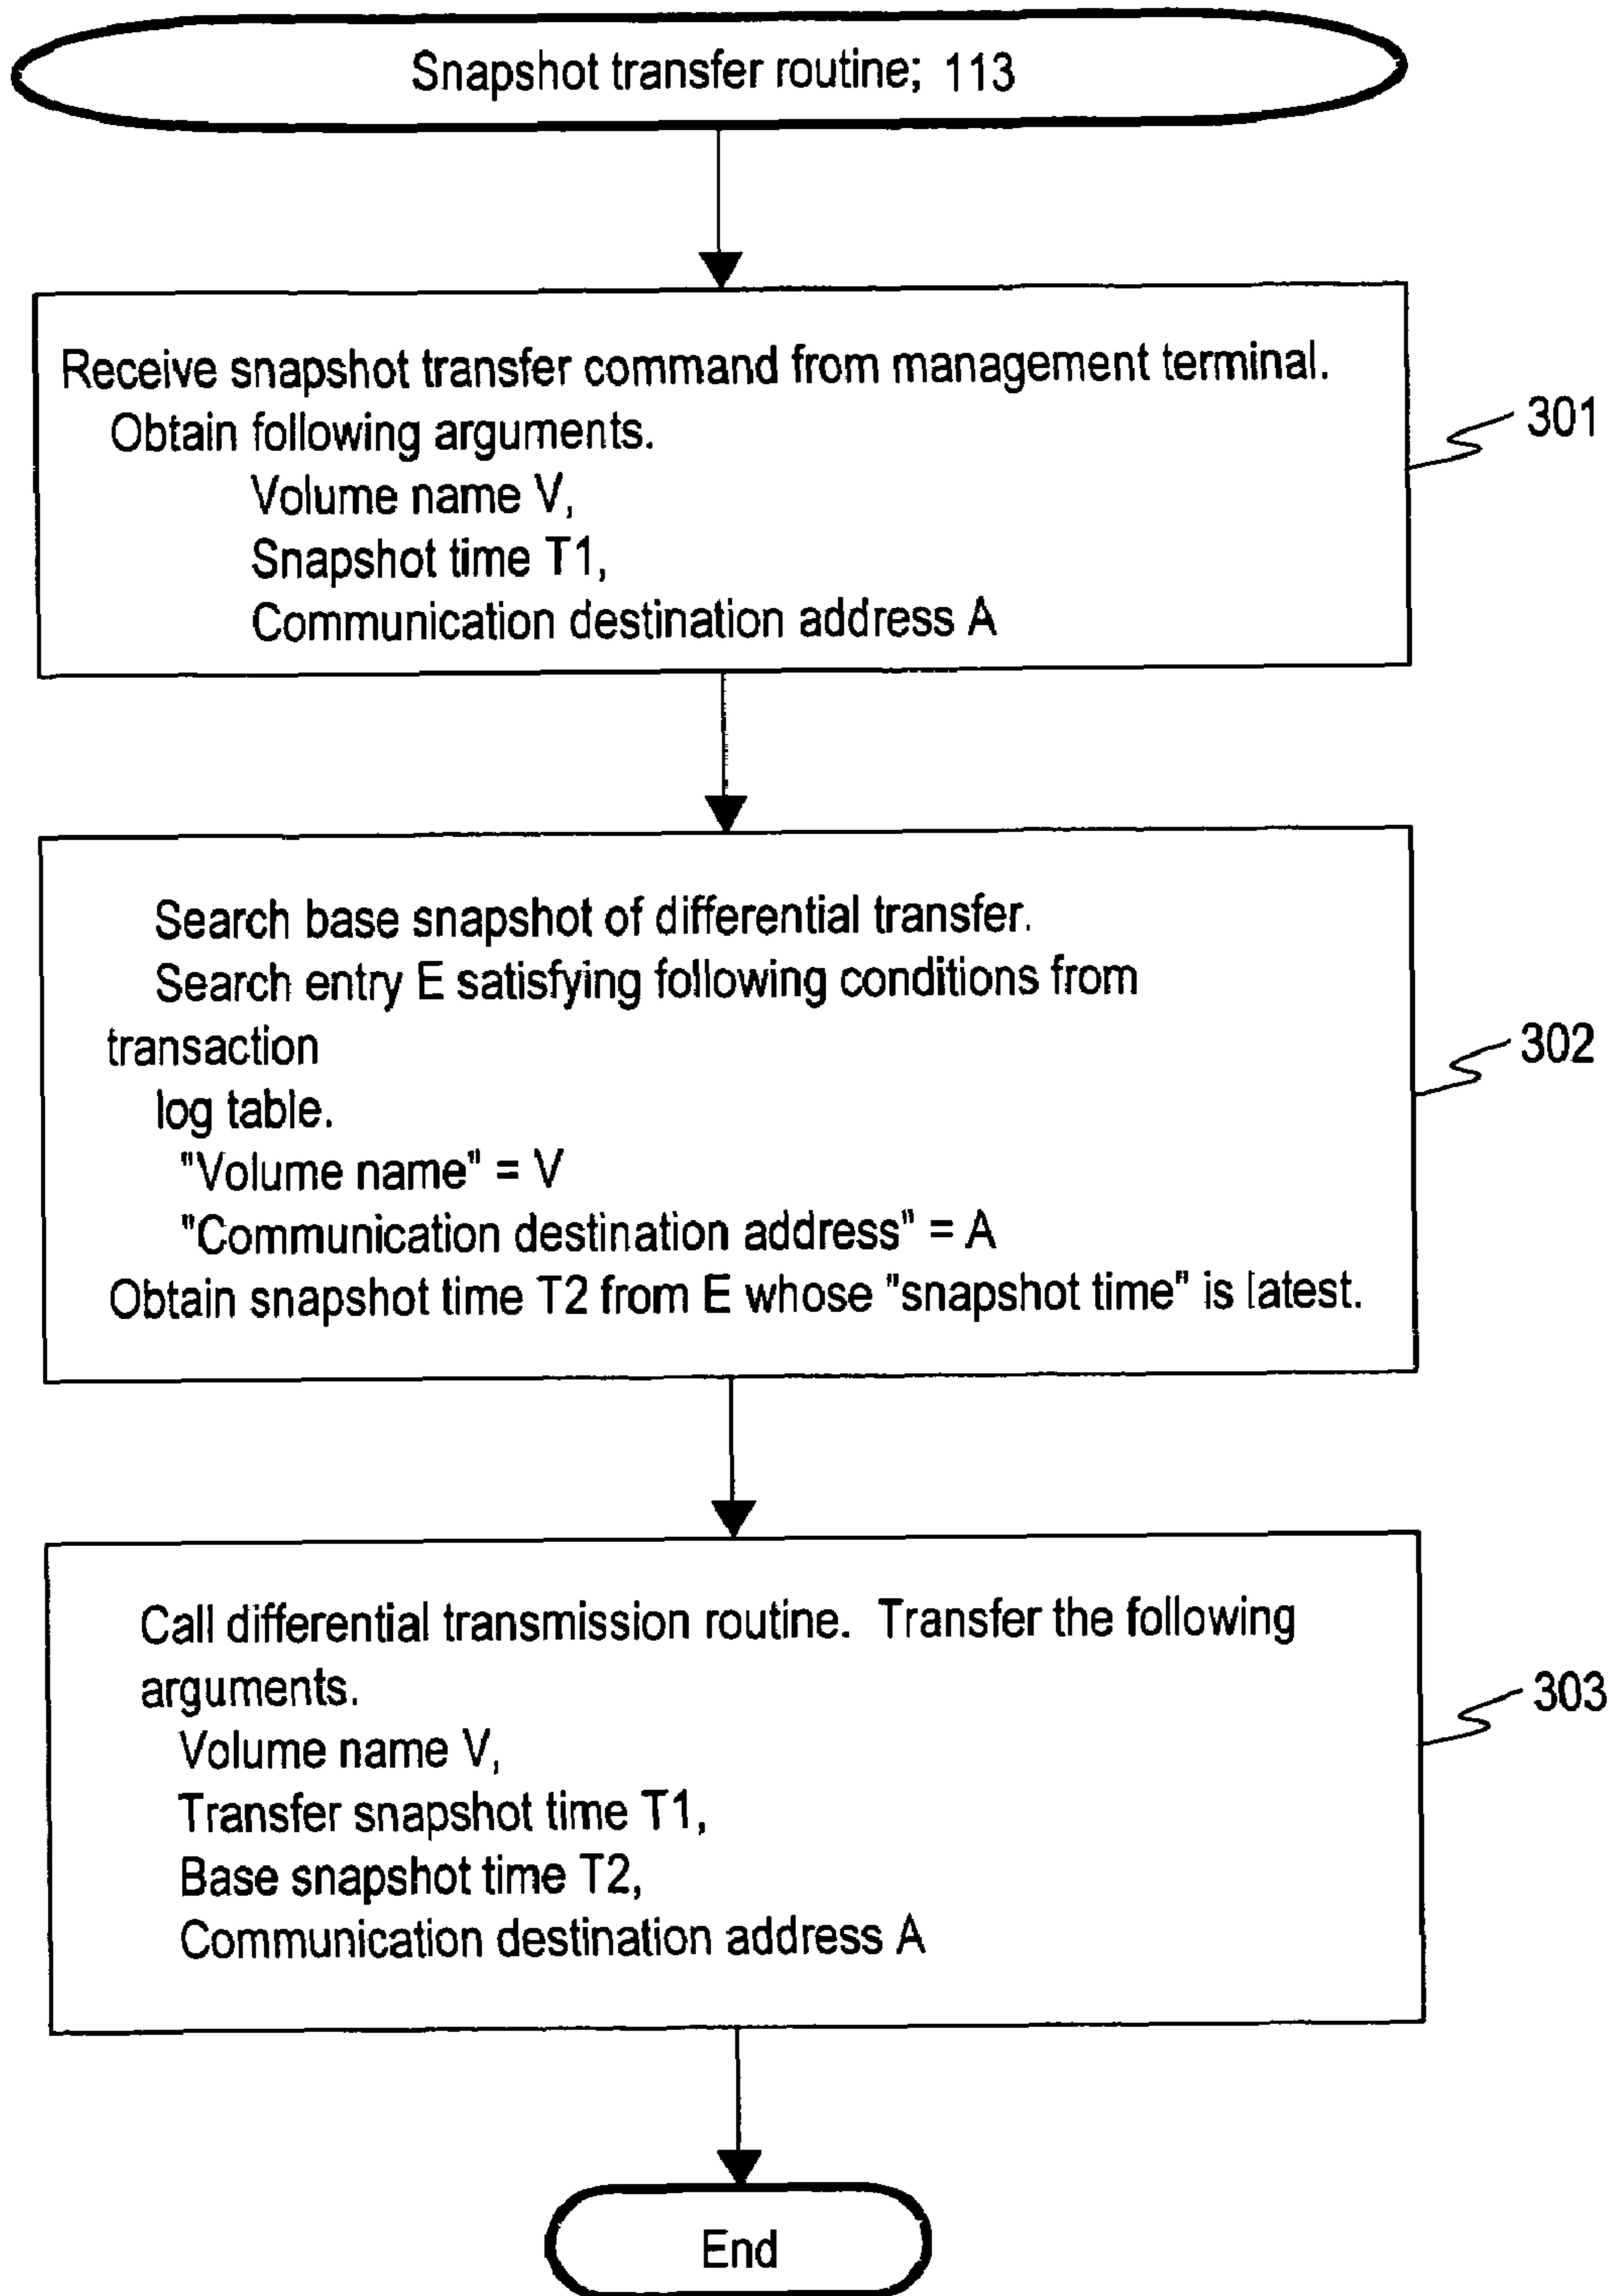 Snapshot transfer routine; 113
Receive snapshot transfer command from management terminal.
Obtain following arguments.
Volume name V,
Snapshot time T1,
Communication destination address A
301
Search base snapshot of differential transfer.
Search entry E satisfying following conditions from
transaction
log table.
"Volume name" = V
"Communication destination address" = A
Obtain snapshot time T2 from E whose "snapshot time" is latest.
302
Call differential transmission routine. Transfer the following
arguments.
Volume name V,
Transfer snapshot time T1,
Base snapshot time T2,
Communication destination address A
303
End